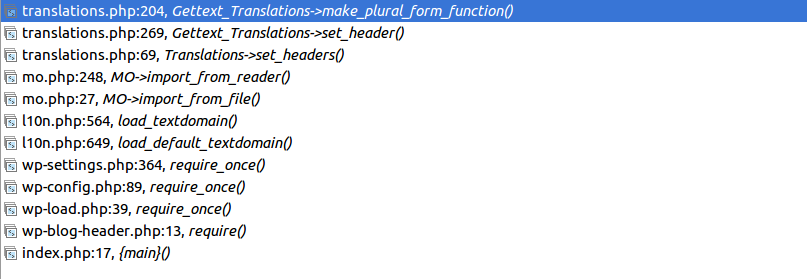 translations.php:204, Gettext_Translations->make_plural_form_function()
translations.php:269, Gettext_Translations->set_header()
translations.php:69, Translations->set_headers()
mo.php:248, MO->import_from_reader()
mo.php:27, MO->import_from_file()
l10n.php:564, load_textdomain()
l10n.php:649, load_default_textdomain()
wp-settings.php:364, require_once()
wp-config.php:89, require_once()
wp-load.php:39, require_once()
wp-blog-header.php:13, require()
index.php:17, {main}()